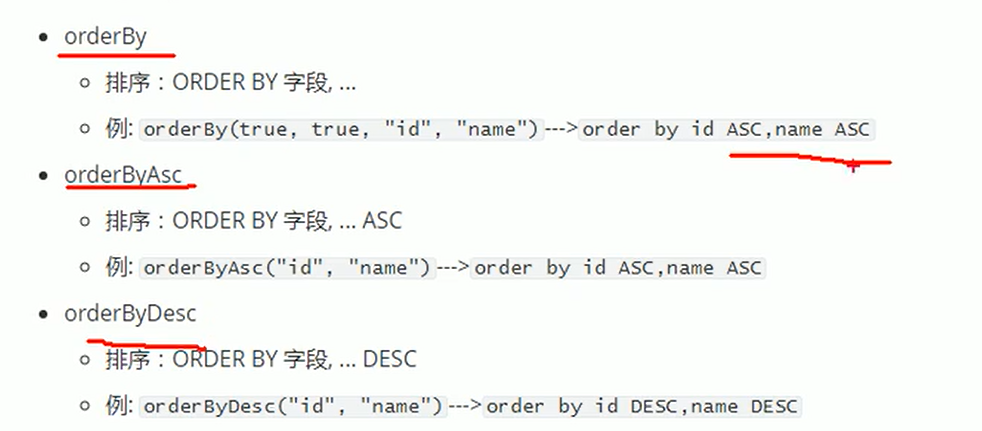 orderBy
排序：ORDER BY 字段, ...
例: orderBy(true, true, "id", "name")--->order by id ASC,name ASC
orderByAsc
排序：ORDER BY 字段, ... ASC
例: orderByAsc("id", "name")--->order by id ASC,name ASC
orderByDesc
排序：ORDER BY 字段, ... DESC
例: orderByDesc("id", "name")--->order by id DESC,name DESC